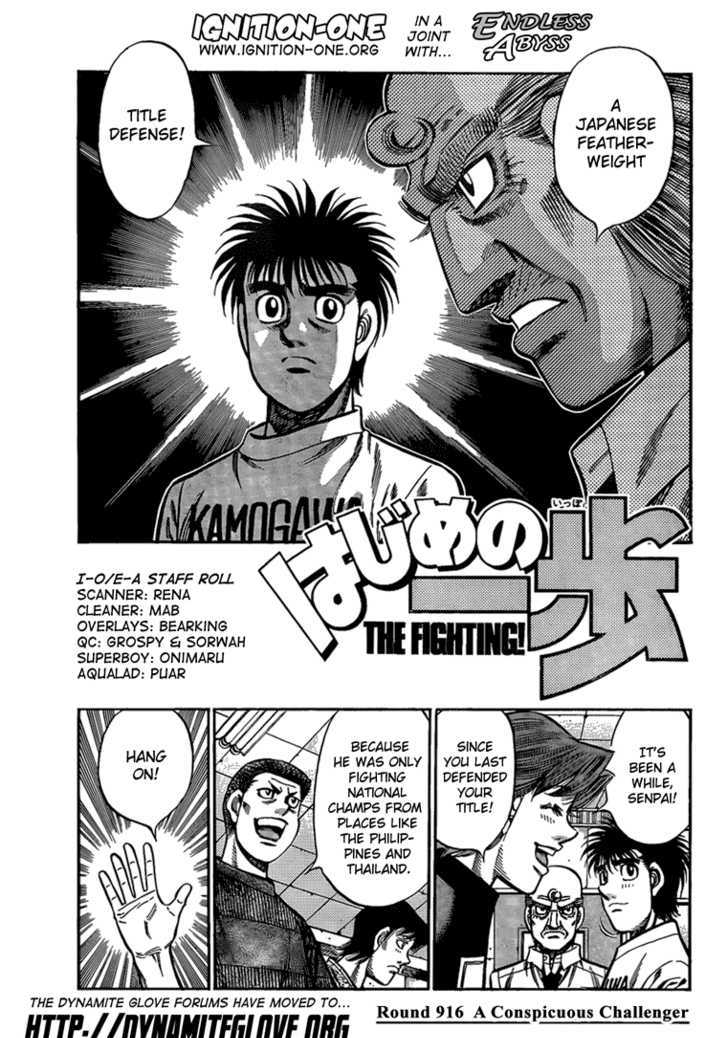 IGNITION-ONE
WWW.IGNITION-ONE.ORG
IN A
JOINT
WITH...
ENDLESS
ABYSS
A
JAPANESE
FEATHER-
WEIGHT
TITLE
DEFENSE!
KAMOGAWA
はじめの一歩
いっぽ
THE FIGHTING!
I-O/E-A STAFF ROLL
SCANNER: RENA
CLEANER: MAB
OVERLAYS: BEARKING
QC: GROSPY & SORWAH
SUPERBOY: ONIMARU
AQUALAD: PUAR
IT'S
BEEN A
WHILE,
SENPAI!
SINCE
YOU LAST
DEFENDED
YOUR
TITLE!
BECAUSE
HE WAS ONLY
FIGHTING
NATIONAL
CHAMPS FROM
PLACES LIKE
THE PHILIP-
PINES AND
THAILAND.
HANG
ON!
THE DYNAMITE GLOVE FORUMS HAVE MOVED TO...
HTTP://DYNAMITEGLOVE.ORG
Round 916 A Conspicuous Challenger